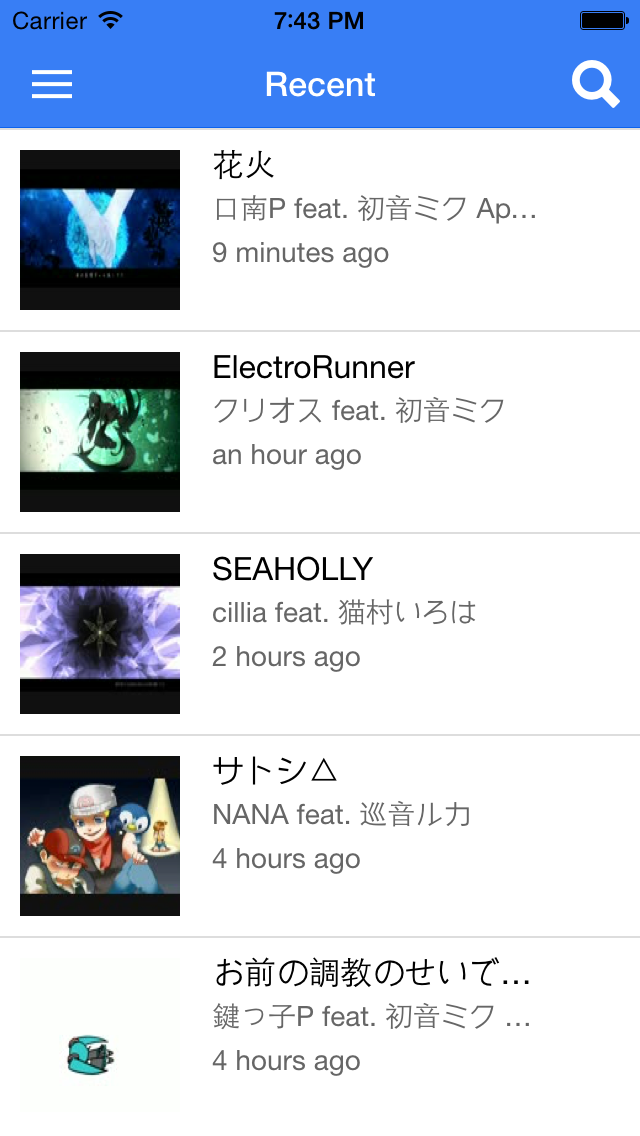 Carrier 7:43 PM
Recent
花火
口南P feat. 初音ミク Ap...
9 minutes ago
ElectroRunner
クリオス feat. 初音ミク
an hour ago
SEAHOLLY
cillia feat. 猫村いろは
2 hours ago
サトシ△
NANA feat. 巡音ルカ
4 hours ago
お前の調教のせいで...
鍵っ子P feat. 初音ミク ...
4 hours ago